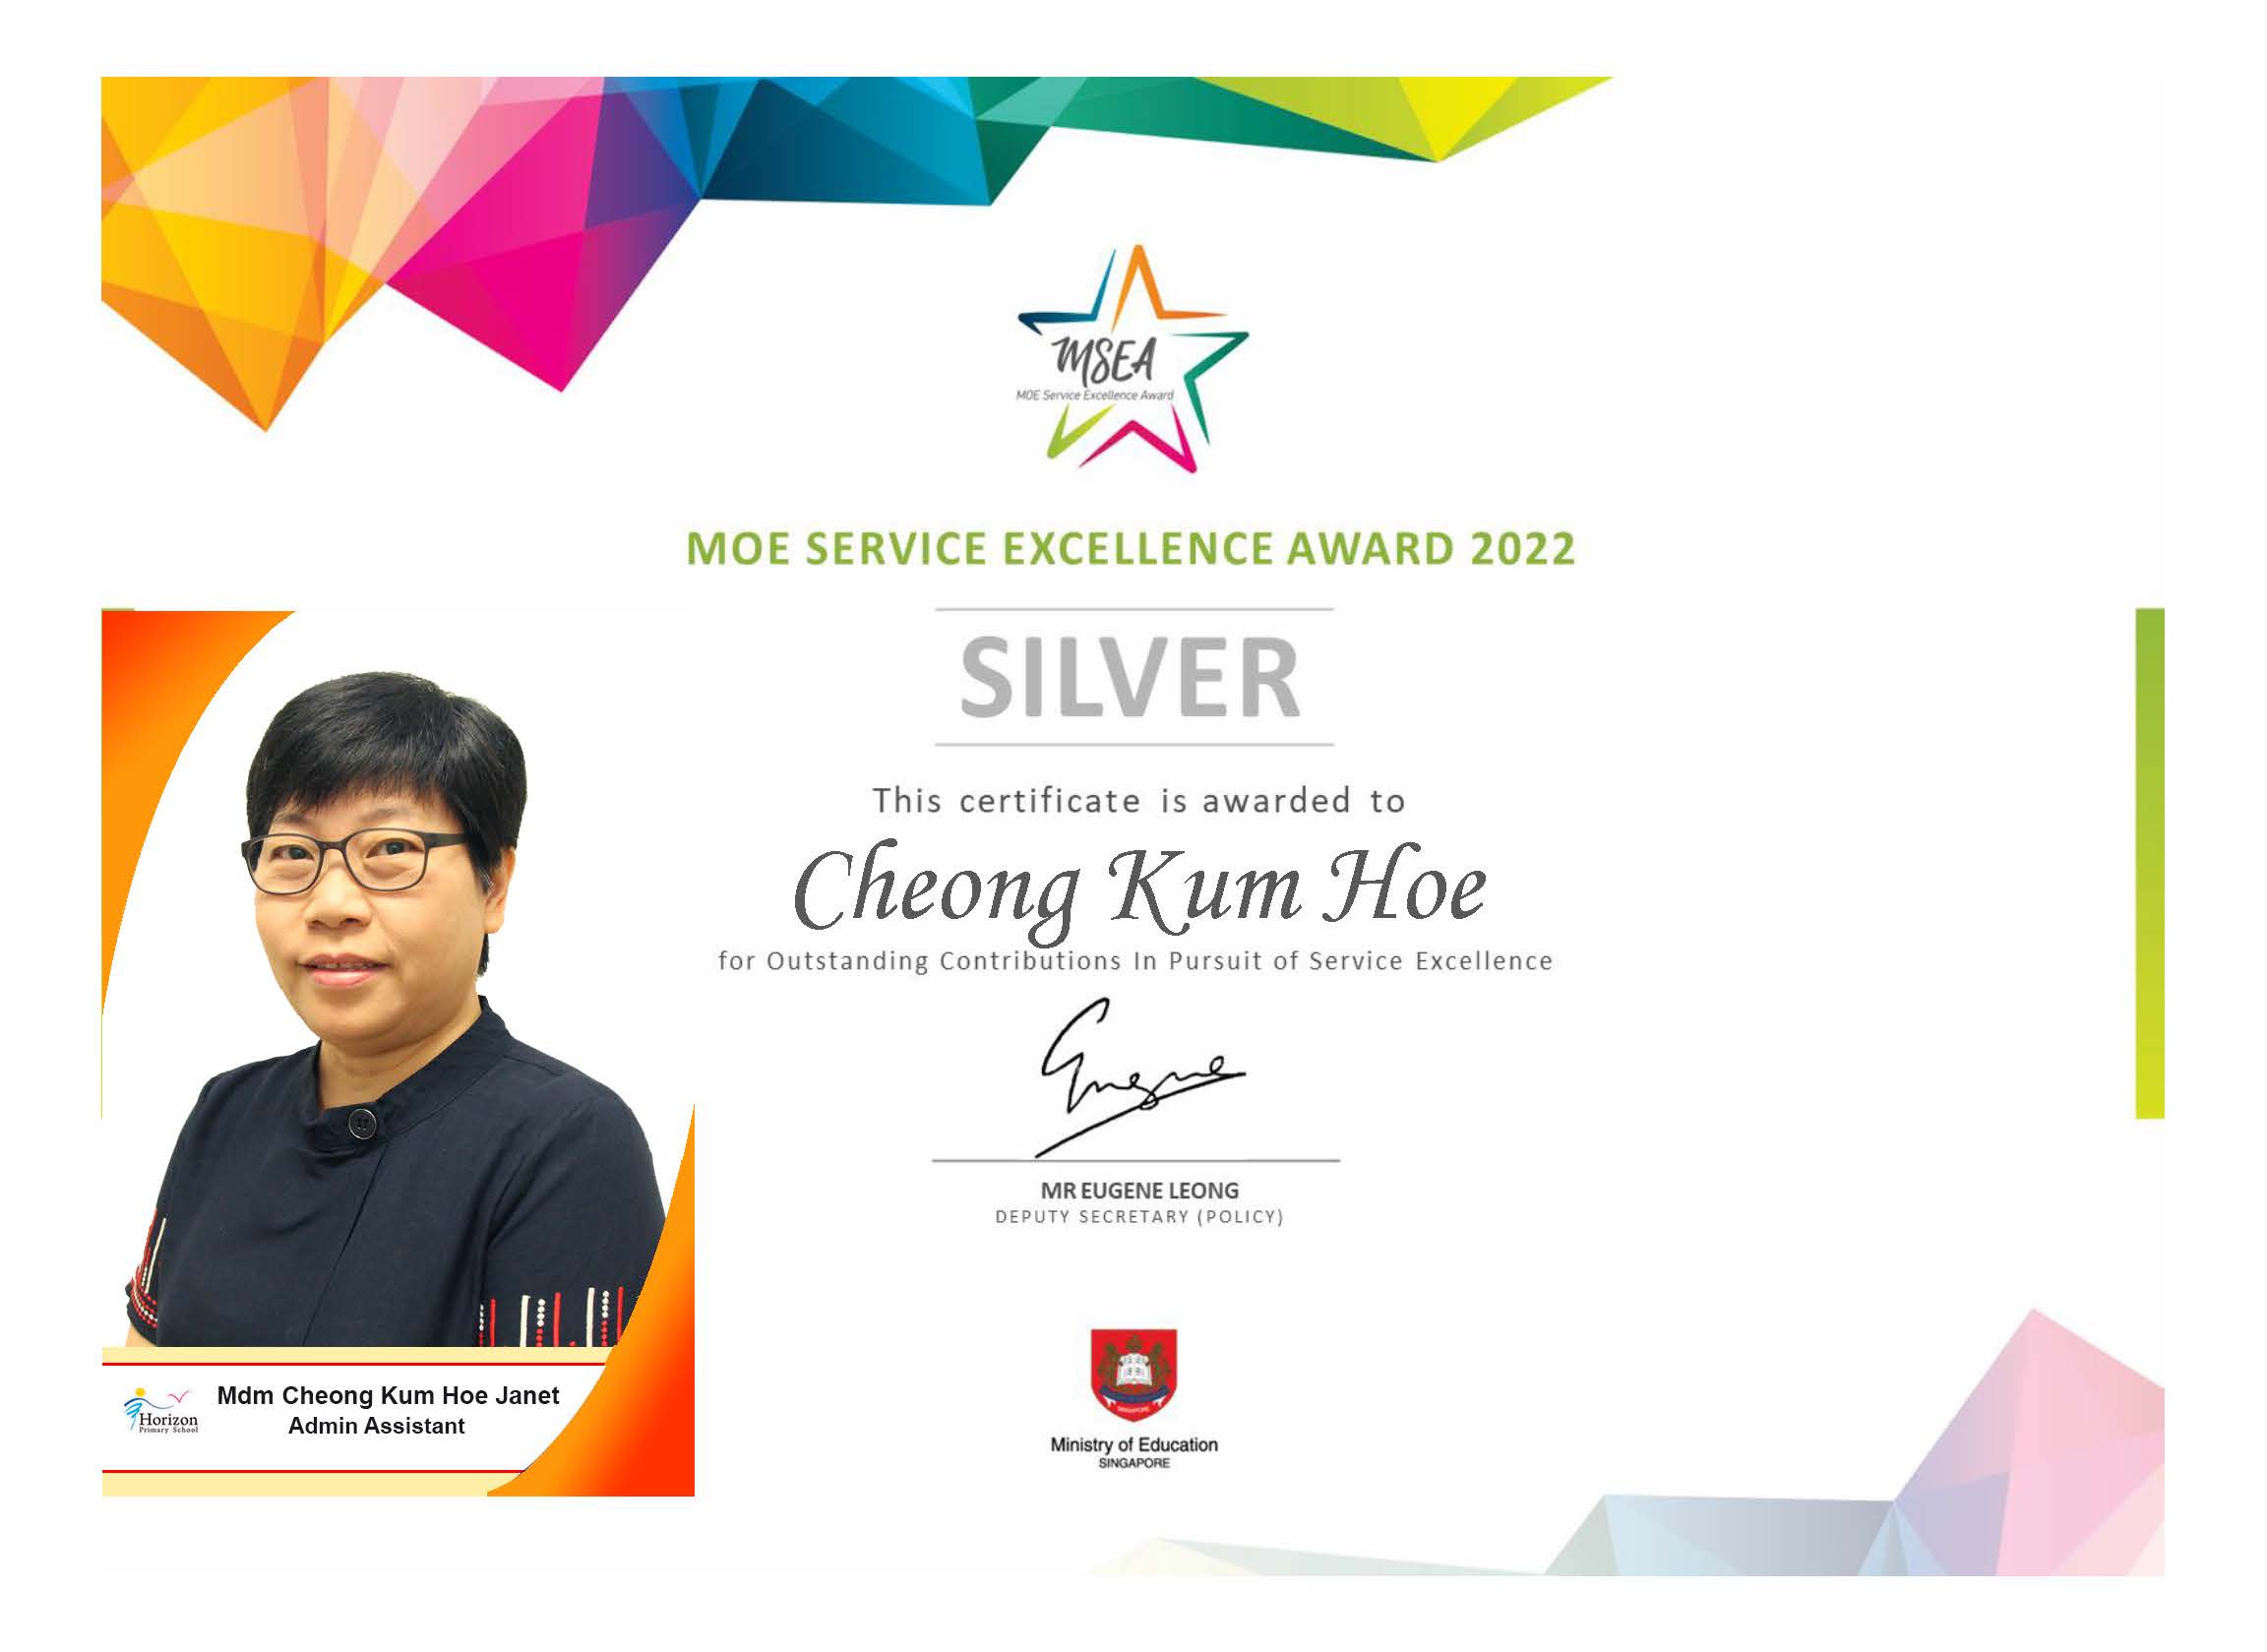 MSEA
MOE Service Excellence Award
MOE SERVICE EXCELLENCE AWARD 2022
SILVER
This certificate is awarded to
Cheong Kum Hoe
for Outstanding Contributions In Pursuit of Service Excellence
Eugene
MR EUGENE LEONG
DEPUTY SECRETARY (POLICY)
Mdm Cheong Kum Hoe Janet
Admin Assistant
Horizon
Primary School
SINGAPORE
Ministry of Education
SINGAPORE